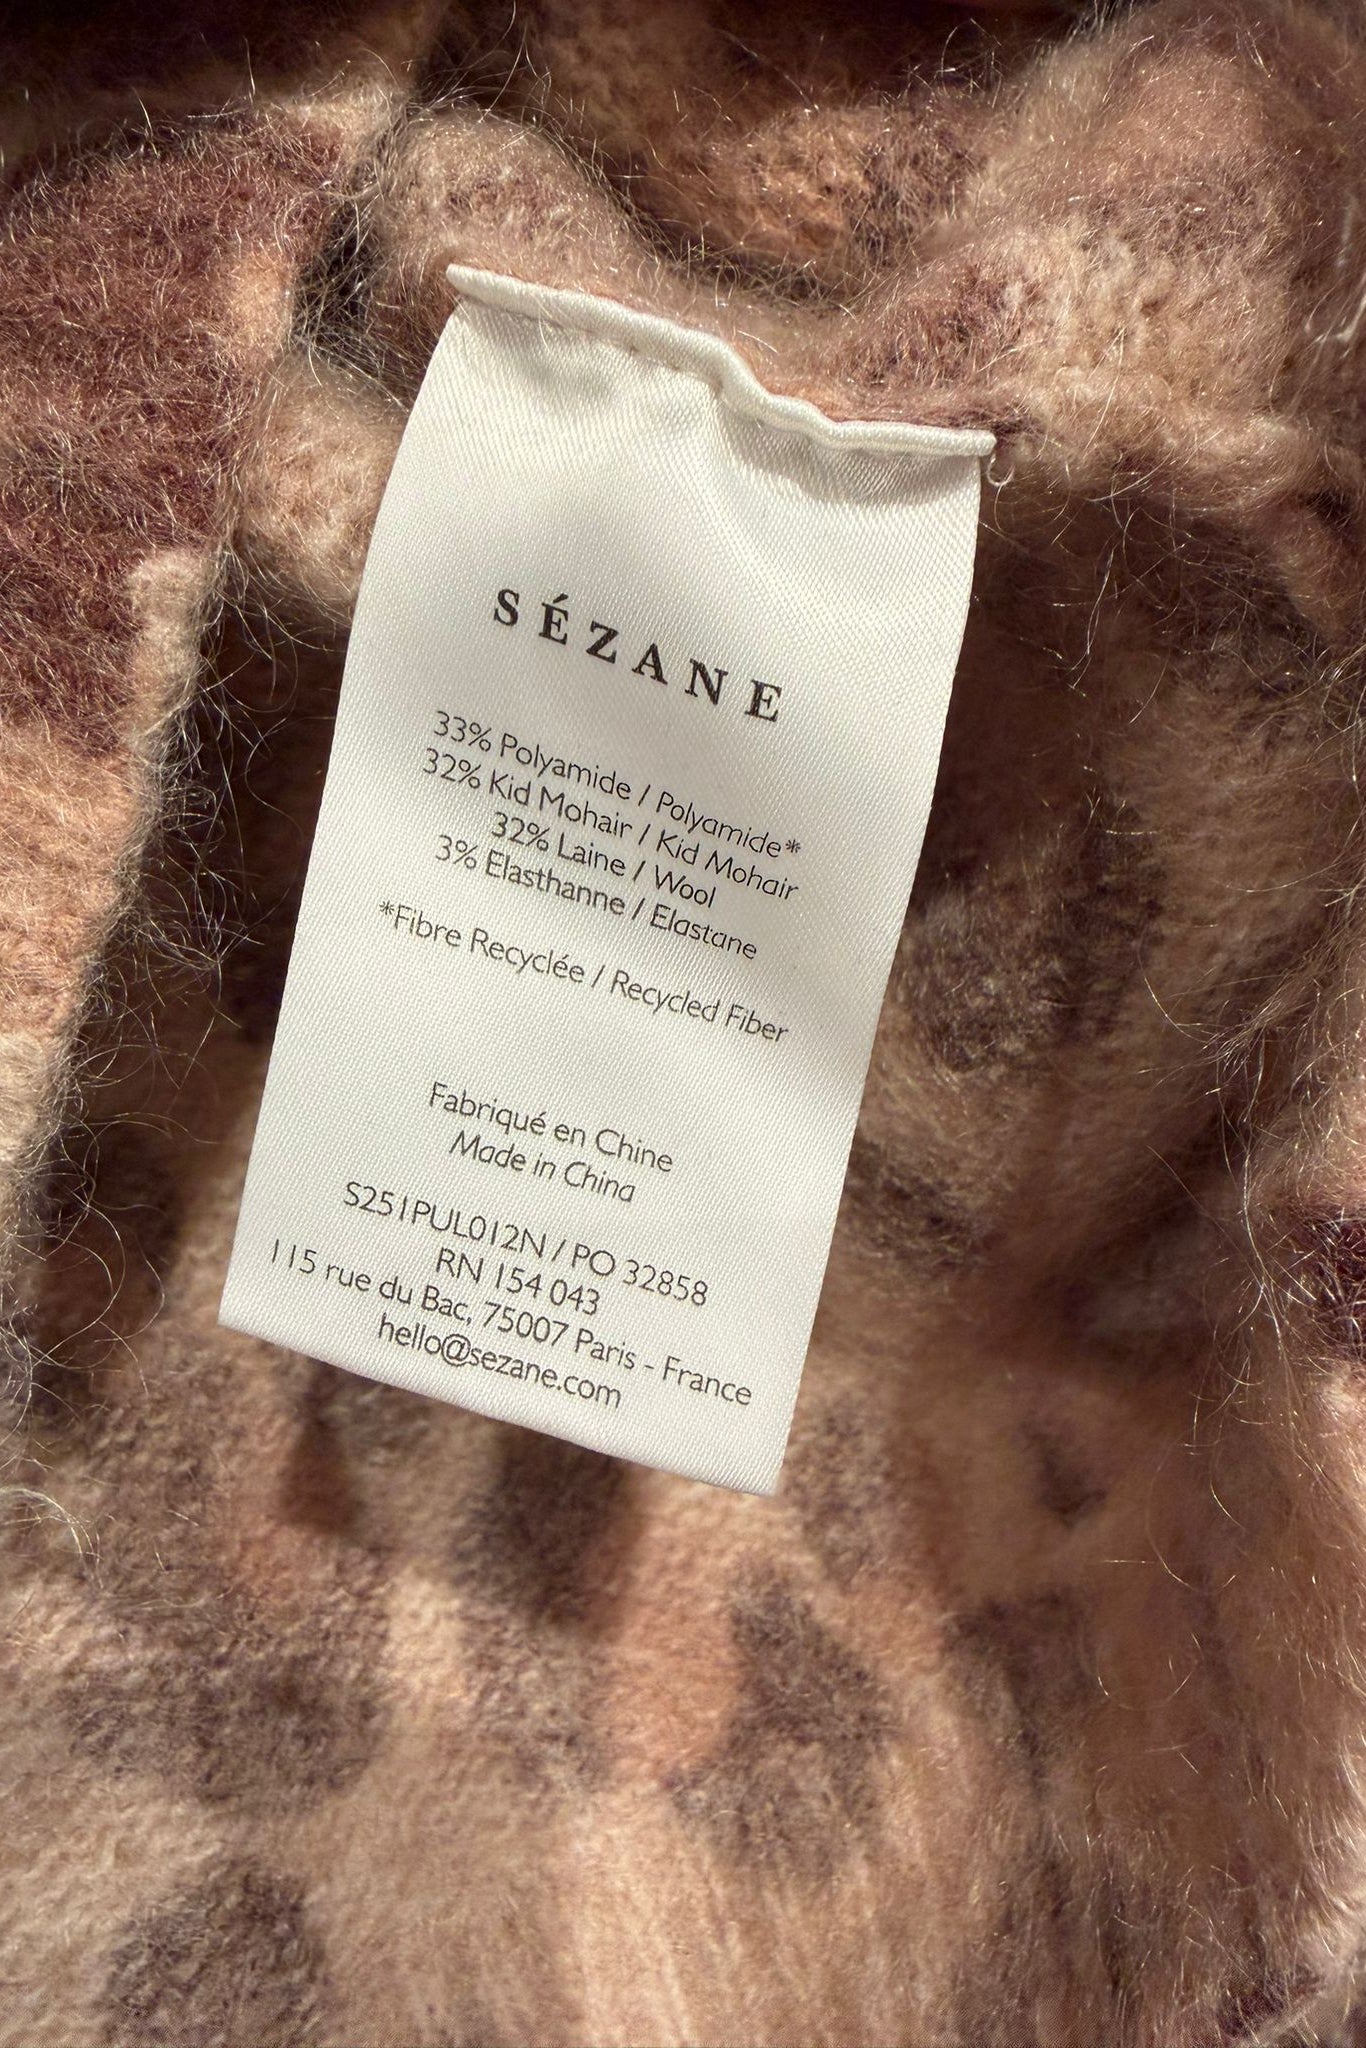 SÉZANE
33% Polyamide / Polyamide*
32% Kid Mohair / Kid Mohair
32% Laine / Wool
3% Elasthanne / Elastane
*Fibre Recyclée / Recycled Fiber
Fabriqué en Chine
Made in China
S251PUL012N / PO 32858
RN 154 043
115 rue du Bac, 75007 Paris - France
hello@sezane.com